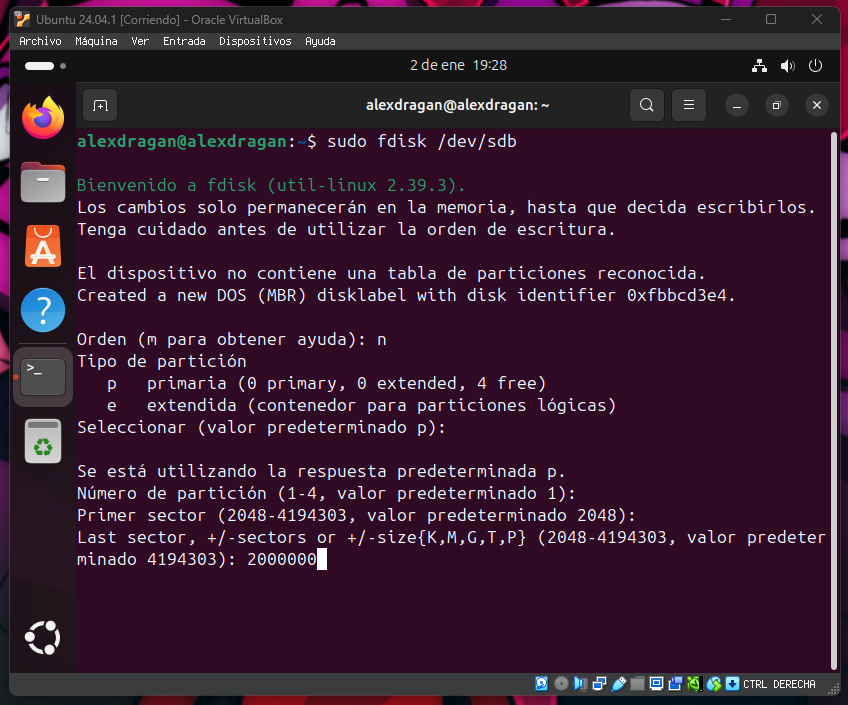 Ubuntu 24.04.1 [Corriendo] - Oracle VirtualBox
Archivo Máquina Ver Entrada Dispositivos Ayuda
2 de ene 19:28
alexdragan@alexdragan: ~
alexdragan@alexdragan:~$ sudo fdisk /dev/sdb
Bienvenido a fdisk (util-linux 2.39.3).
Los cambios solo permanecerán en la memoria, hasta que decida escribirlos.
Tenga cuidado antes de utilizar la orden de escritura.
El dispositivo no contiene una tabla de particiones reconocida.
Created a new DOS (MBR) disklabel with disk identifier 0xfbbcd3e4.
Orden (m para obtener ayuda): n
Tipo de partición
p primaria (0 primary, 0 extended, 4 free)
e extendida (contenedor para particiones lógicas)
Seleccionar (valor predeterminado p):
Se está utilizando la respuesta predeterminada p.
Número de partición (1-4, valor predeterminado 1):
Primer sector (2048-4194303, valor predeterminado 2048):
Last sector, +/-sectors or +/-size{K,M,G,T,P} (2048-4194303, valor predeter
minado 4194303): 2000000
CTRL DERECHA